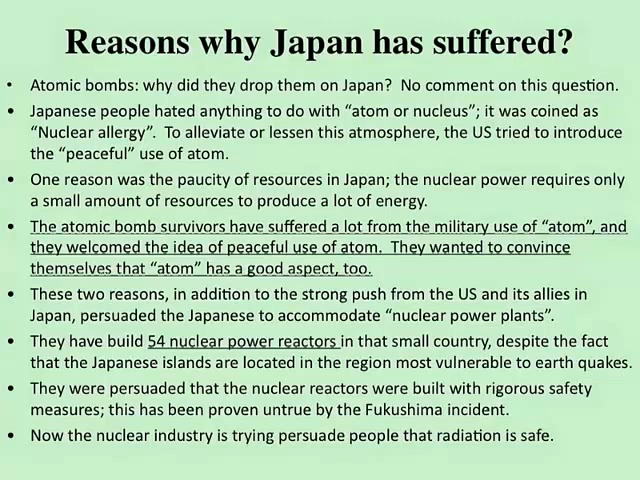 Reasons why Japan has suffered?
• Atomic bombs: why did they drop them on Japan? No comment on this question.
• Japanese people hated anything to do with “atom or nucleus”; it was coined as
“Nuclear allergy”. To alleviate or lessen this atmosphere, the US tried to introduce
the “peaceful” use of atom.
• One reason was the paucity of resources in Japan; the nuclear power requires only
a small amount of resources to produce a lot of energy.
• The atomic bomb survivors have suffered a lot from the military use of “atom”, and
they welcomed the idea of peaceful use of atom. They wanted to convince
themselves that “atom” has a good aspect, too.
• These two reasons, in addition to the strong push from the US and its allies in
Japan, persuaded the Japanese to accommodate “nuclear power plants”.
• They have build 54 nuclear power reactors in that small country, despite the fact
that the Japanese islands are located in the region most vulnerable to earth quakes.
• They were persuaded that the nuclear reactors were built with rigorous safety
measures; this has been proven untrue by the Fukushima incident.
• Now the nuclear industry is trying persuade people that radiation is safe.